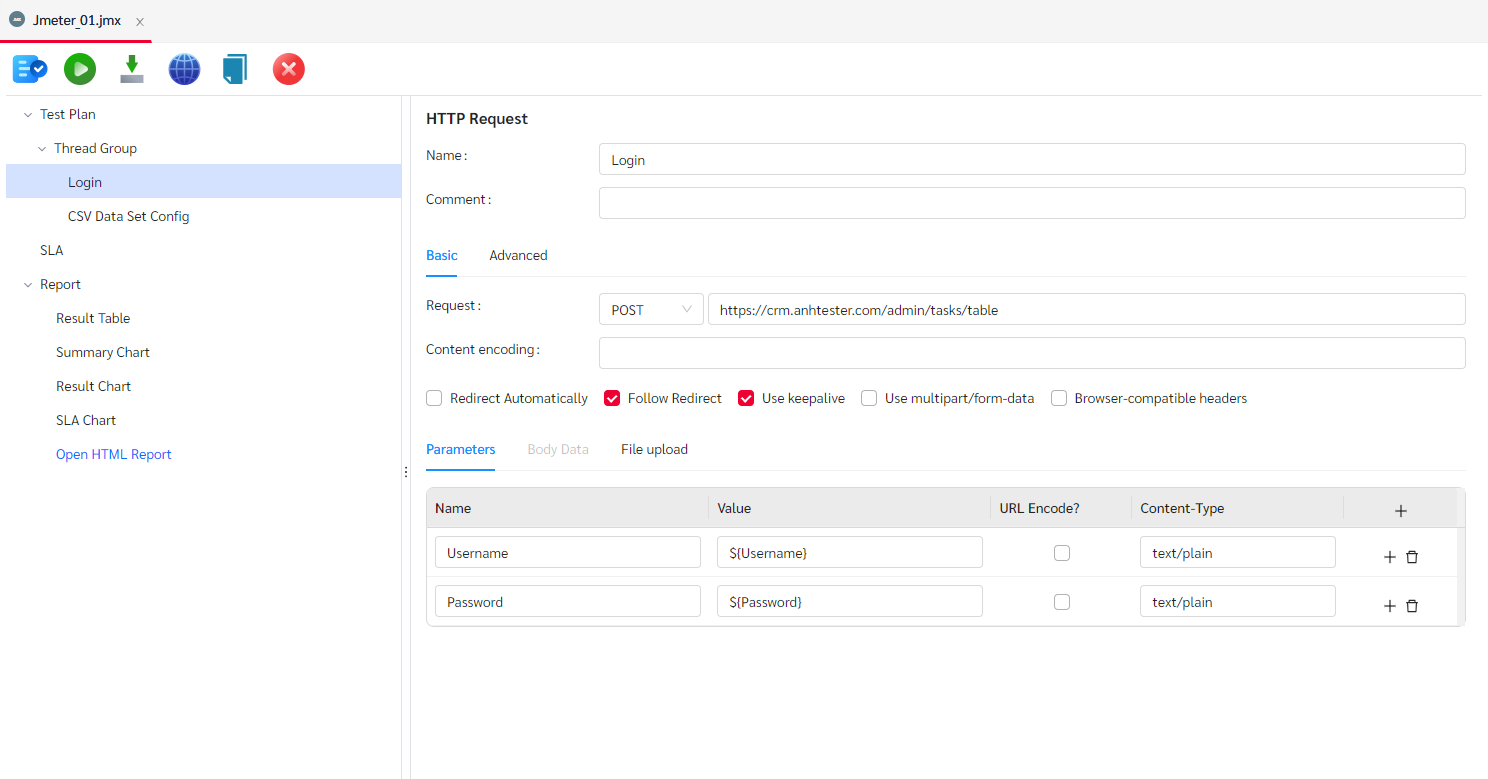 Jmeter_01.jmx
Test Plan
Thread Group
Login
CSV Data Set Config
SLA
Report
Result Table
Summary Chart
Result Chart
SLA Chart
Open HTML Report
HTTP Request
Name: Login
Comment:
Basic Advanced
Request: POST https://crm.anhtester.com/admin/tasks/table
Content encoding:
Redirect Automatically Follow Redirect Use keepalive Use multipart/form-data Browser-compatible headers
Parameters Body Data File upload
Name Value URL Encode? Content-Type
Username ${Username} text/plain
Password ${Password} text/plain